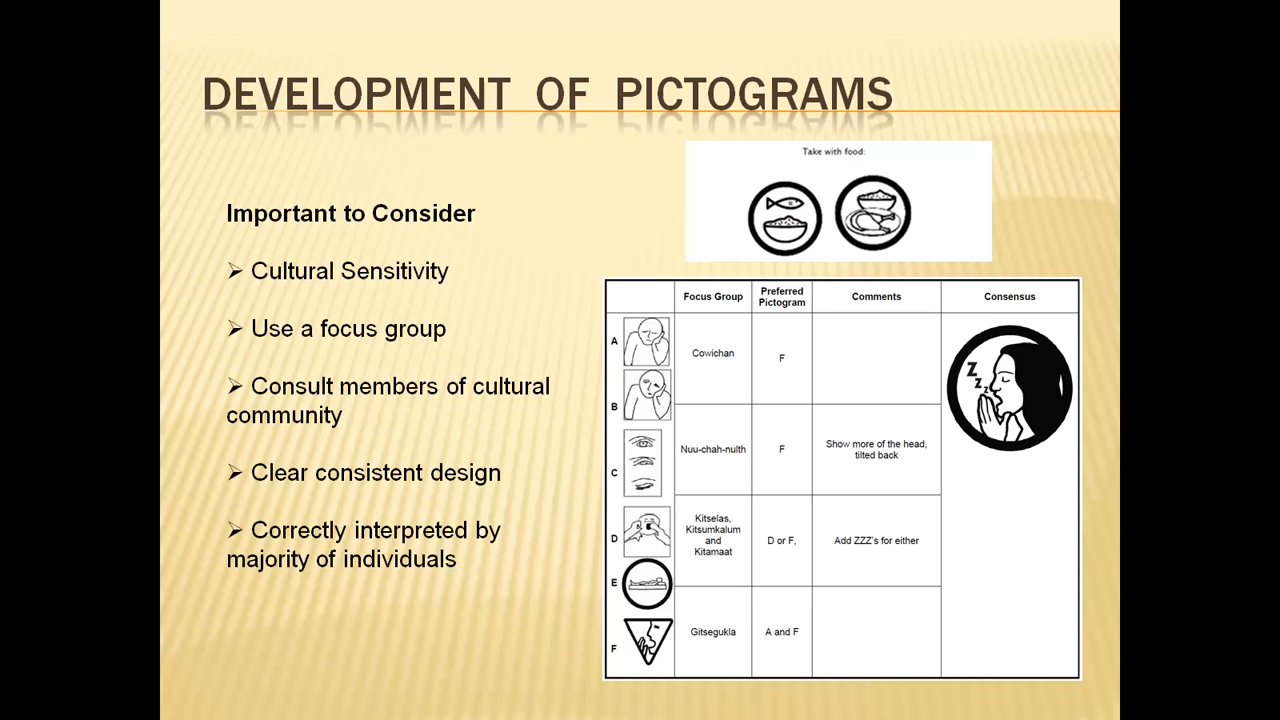 DEVELOPMENT OF PICTOGRAMS
Important to Consider
➢ Cultural Sensitivity
➢ Use a focus group
➢ Consult members of cultural
community
➢ Clear consistent design
➢ Correctly interpreted by
majority of individuals
Take with food:
Focus Group
Preferred
Pictogram
Comments
Consensus
A
B
C
D
E
F
Cowichan
F
Z
Z
Z
Nuu-chah-nulth
F
Show more of the head,
tilted back
Kitselas,
Kitsumkalum
and
Kitamaat
D or F,
Add ZZZ's for either
Gitsegukla
A and F